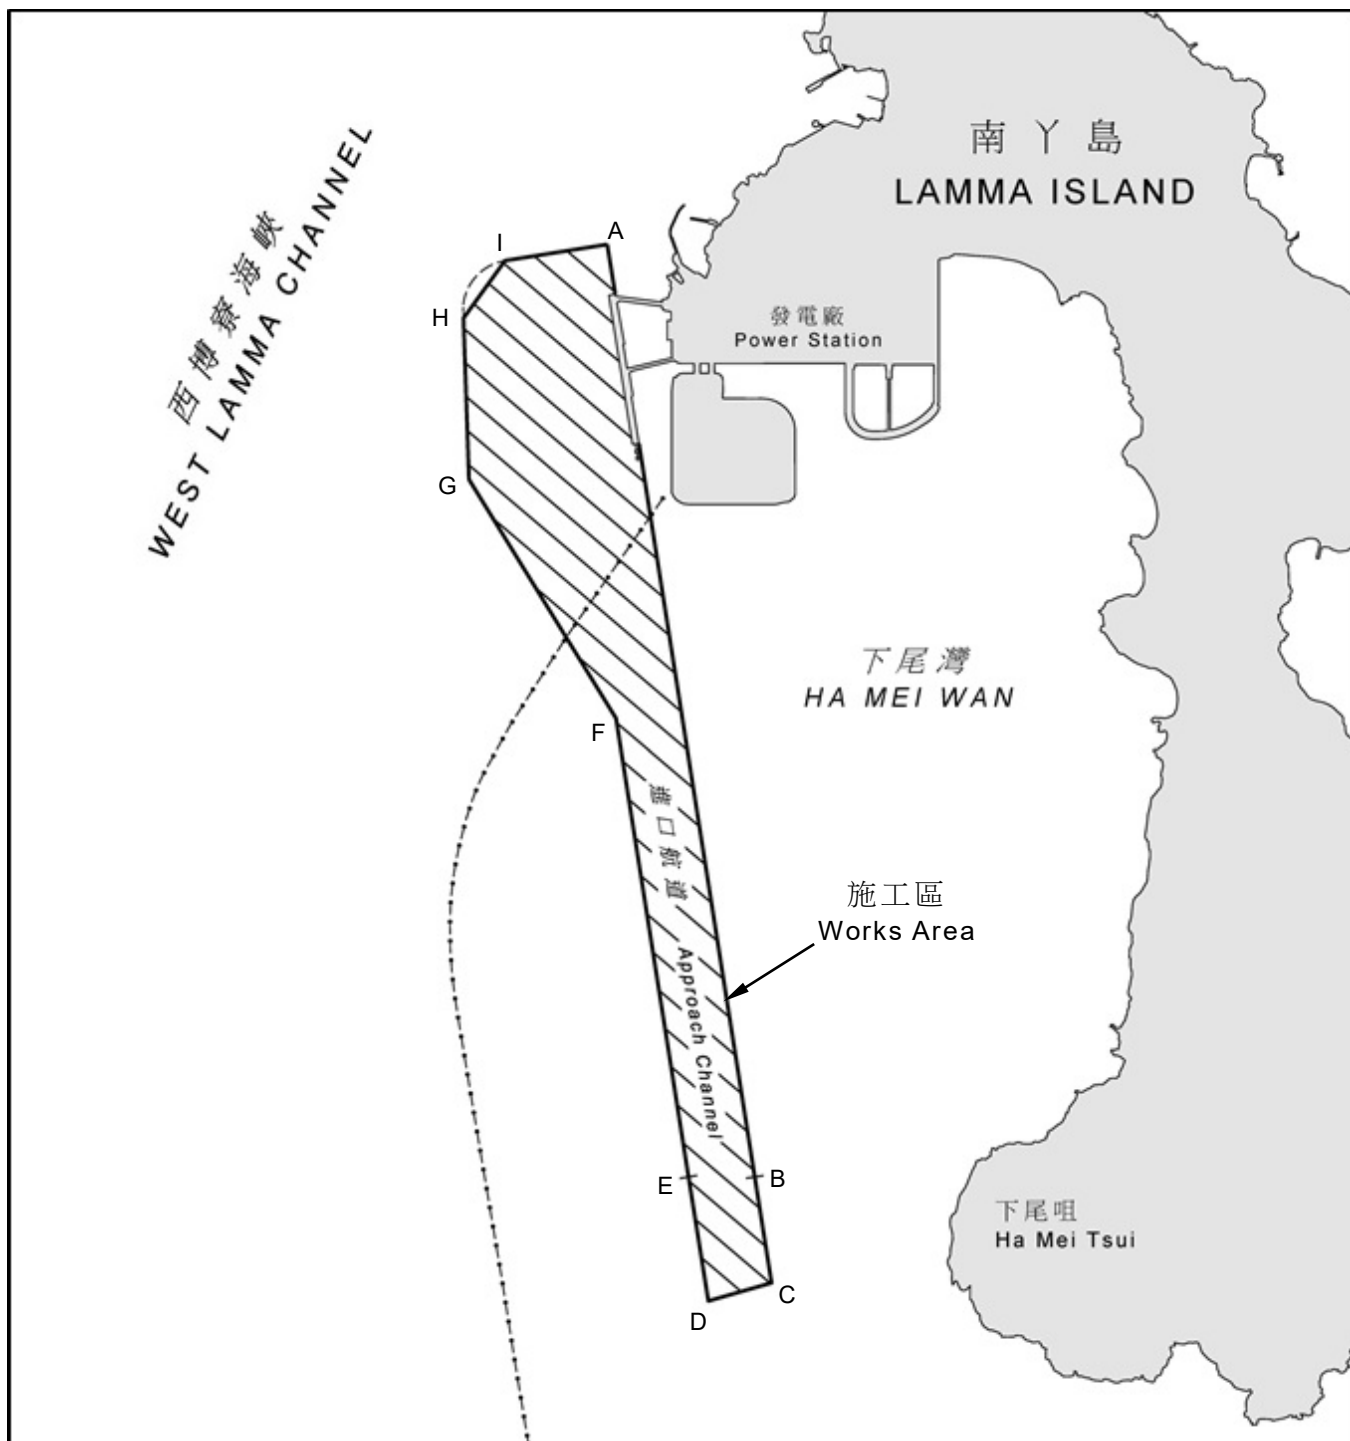 南丫島
LAMMA ISLAND
西博寮海峽
WEST LAMMA CHANNEL
A
I
H
發電廠
Power Station
G
下尾灣
HA MEI WAN
F
進口航道
Approach Channel
施工區
Works Area
E
B
下尾咀
Ha Mei Tsui
C
D